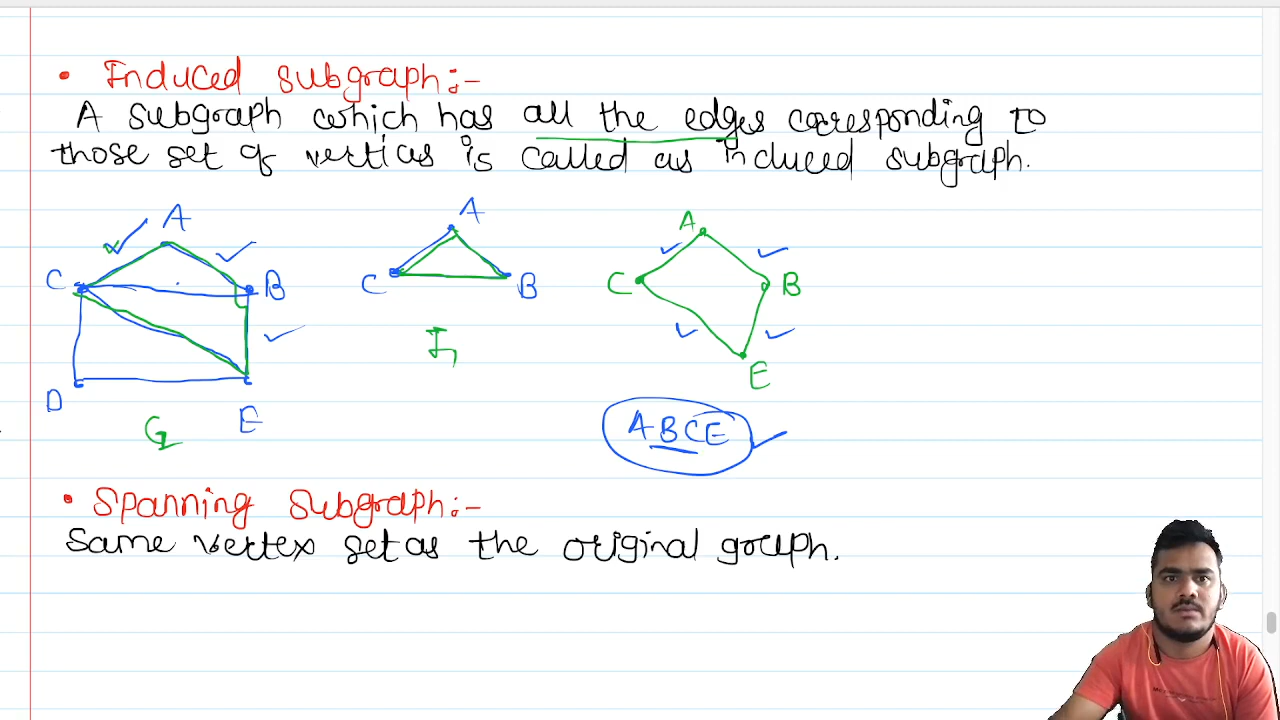 • Induced subgraph:-
A subgraph which has all the edges corresponding to
those set of vertices is called as induced subgraph.
A
C
B
D
E
G
A
C
B
I
A
C
B
E
ABCE
• Spanning Subgraph:-
Same vertex set as the original graph.